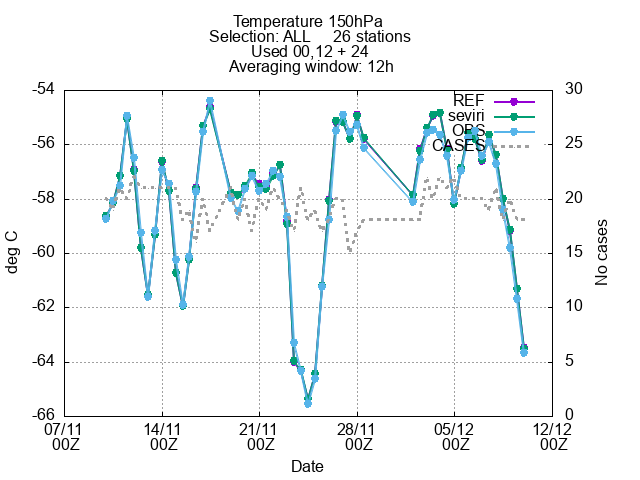 Temperature 150hPa
Selection: ALL 26 stations
Used 00,12 + 24
Averaging window: 12h
REF
seviri
OBS
CASES
-54
-56
-58
-60
-62
-64
-66
30
25
20
15
10
5
0
deg C
No cases
07/11 14/11 21/11 28/11 05/12 12/12
00Z 00Z 00Z 00Z 00Z 00Z
Date